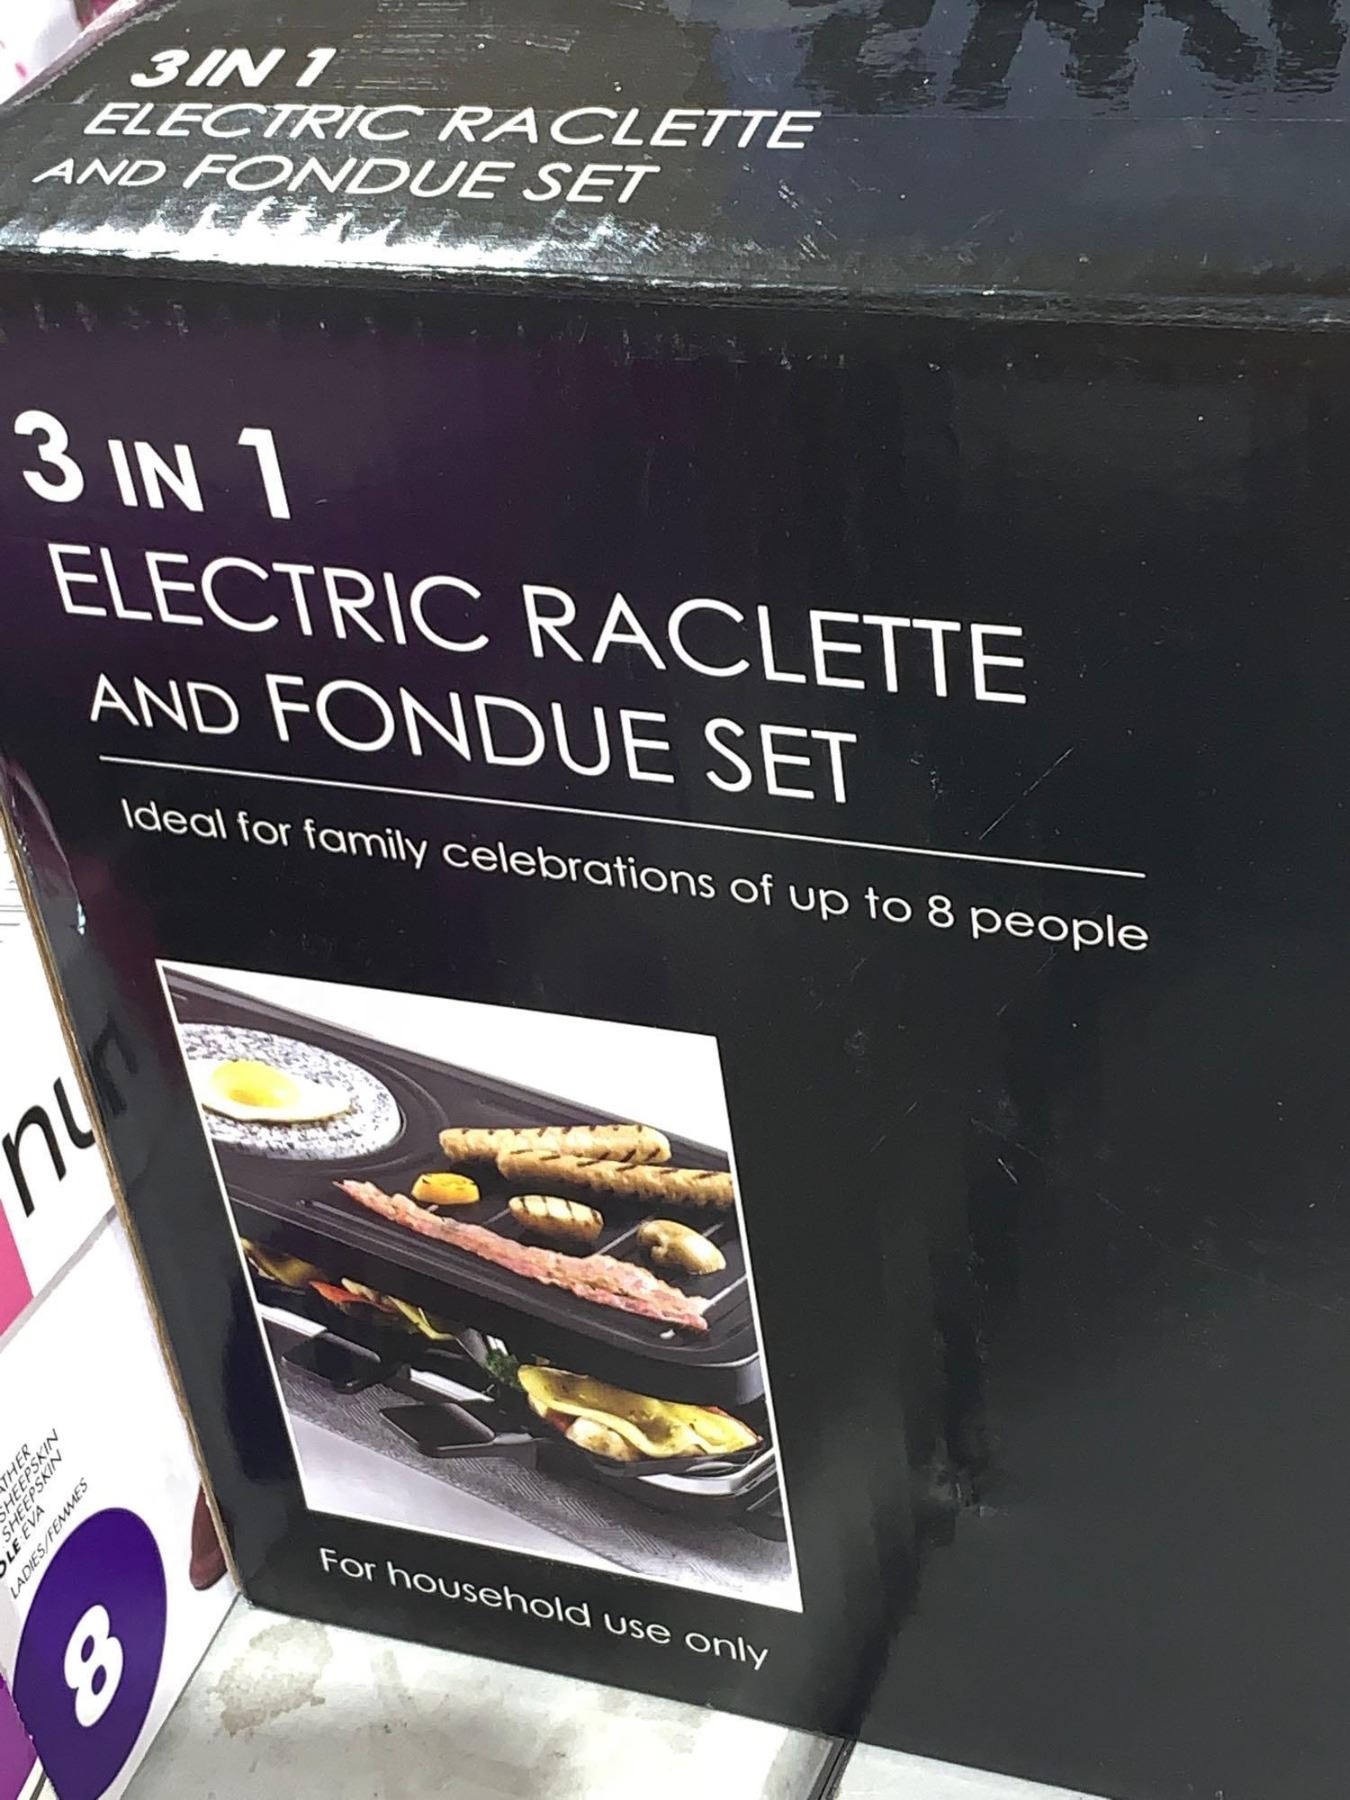 3 IN 1
ELECTRIC RACLETTE
AND FONDUE SET
3 IN 1
ELECTRIC RACLETTE
AND FONDUE SET
Ideal for family celebrations of up to 8 people
For household use only
SHEEPSKIN
SHEEPSKIN
EVA
LADIES/FEMMES
8